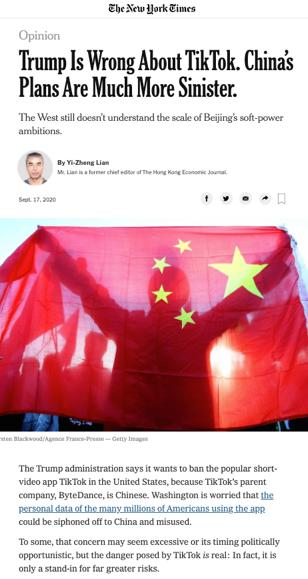 The New York Times
Opinion
Trump Is Wrong About TikTok. China's
Plans Are Much More Sinister.
The West still doesn't understand the scale of Beijing's soft-power
ambitions.
By Yi-Zheng Lian
Mr. Lian is a former chief editor of The Hong Kong Economic Journal.
Sept. 17, 2020
sten Blackwood/Agence France-Presse — Getty Images
The Trump administration says it wants to ban the popular short-
video app TikTok in the United States, because TikTok's parent
company, ByteDance, is Chinese. Washington is worried that the
personal data of the many millions of Americans using the app
could be siphoned off to China and misused.
To some, that concern may seem excessive or its timing politically
opportunistic, but the danger posed by TikTok is real: In fact, it is
only a stand-in for far greater risks.